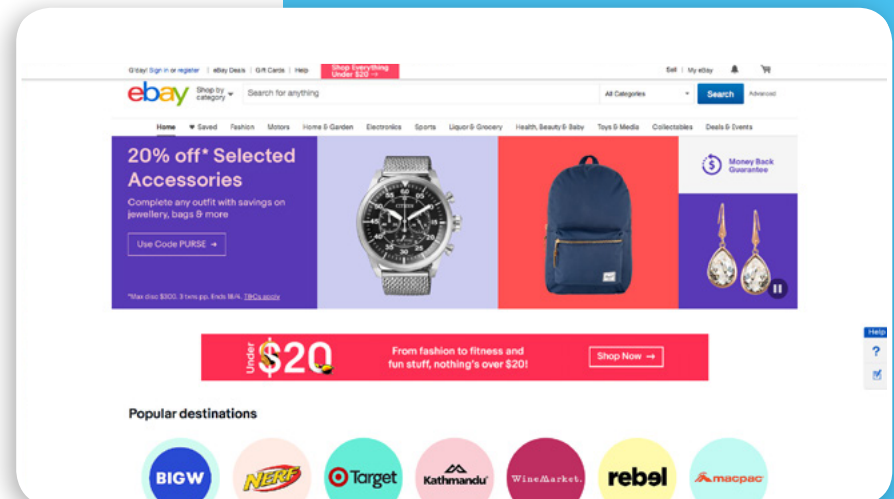 G'day! Sign in or register | eBay Deals | Gift Cards | Help
Shop Everything
Under $20 →
Sell | My eBay
ebay
Shop by
category
Search for anything
All Categories
Search
Advanced
Home
Saved
Fashion
Motors
Home & Garden
Electronics
Sports
Liquor & Grocery
Health, Beauty & Baby
Toys & Media
Collectables
Deals & Events
20% off* Selected
Accessories
Complete any outfit with savings on
jewellery, bags & more
Use Code PURSE →
*Max disc $300. 3 txns pp. Ends 18/4. T&Cs apply
CITIZEN
Money Back
Guarantee
Under $20
From fashion to fitness and
fun stuff, nothing's over $20!
Shop Now →
Help
?
Popular destinations
BIGW
NERF
Target
Kathmandu
WineMarket.
rebel
macpac